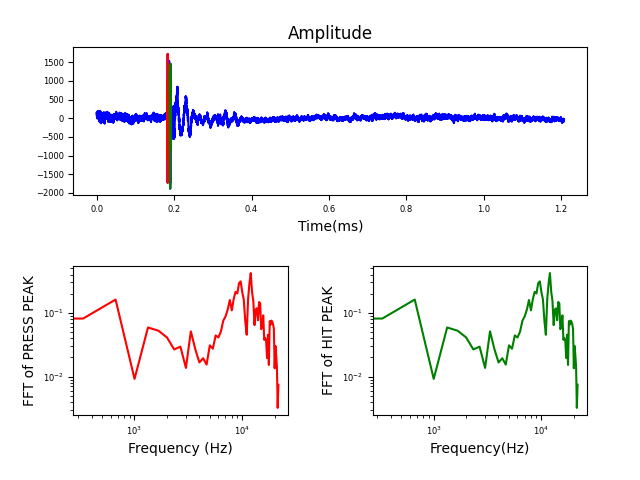 Amplitude
1500
1000
500
0
−500
−1000
−1500
−2000
0.0 0.2 0.4 0.6 0.8 1.0 1.2
Time(ms)
FFT of PRESS PEAK
10⁻¹
10⁻²
10³ 10⁴
Frequency (Hz)
FFT of HIT PEAK
10⁻¹
10⁻²
10³ 10⁴
Frequency(Hz)